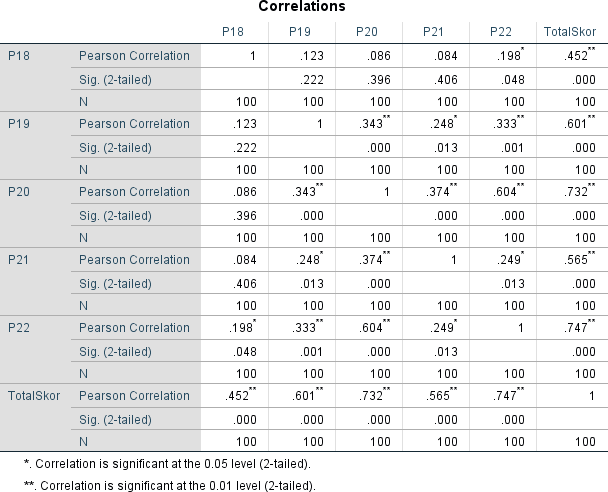 Correlations
P18 P19 P20 P21 P22 TotalSkor
P18 Pearson Correlation 1 .123 .086 .084 .198* .452**
Sig. (2-tailed) .222 .396 .406 .048 .000
N 100 100 100 100 100 100
P19 Pearson Correlation .123 1 .343** .248* .333** .601**
Sig. (2-tailed) .222 .000 .013 .001 .000
N 100 100 100 100 100 100
P20 Pearson Correlation .086 .343** 1 .374** .604** .732**
Sig. (2-tailed) .396 .000 .000 .000 .000
N 100 100 100 100 100 100
P21 Pearson Correlation .084 .248* .374** 1 .249* .565**
Sig. (2-tailed) .406 .013 .000 .013 .000
N 100 100 100 100 100 100
P22 Pearson Correlation .198* .333** .604** .249* 1 .747**
Sig. (2-tailed) .048 .001 .000 .013 .000
N 100 100 100 100 100 100
TotalSkor Pearson Correlation .452** .601** .732** .565** .747** 1
Sig. (2-tailed) .000 .000 .000 .000 .000
N 100 100 100 100 100 100
*. Correlation is significant at the 0.05 level (2-tailed).
**. Correlation is significant at the 0.01 level (2-tailed).